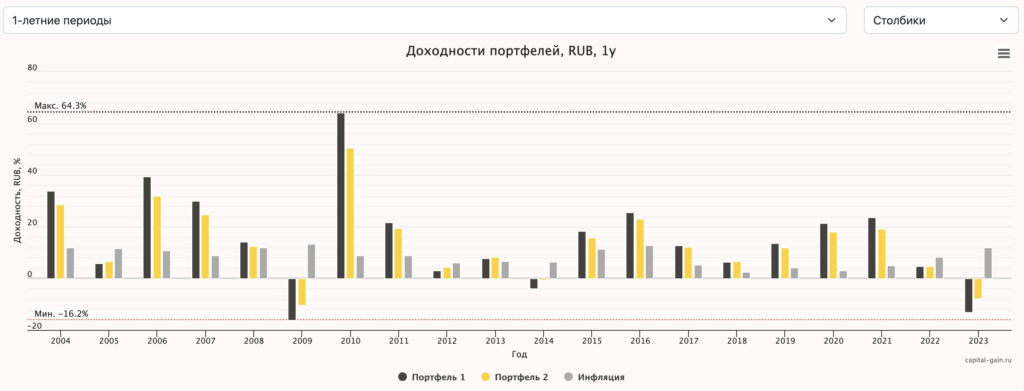 1-летние периоды
Столбики
Доходности портфелей, RUB, 1y
80
Макс. 64.3%
60
40
20
0
Мин. −16.2%
−20
Доходность, RUB, %
2004 2005 2006 2007 2008 2009 2010 2011 2012 2013 2014 2015 2016 2017 2018 2019 2020 2021 2022 2023
Год
capital-gain.ru
Портфель 1 Портфель 2 Инфляция